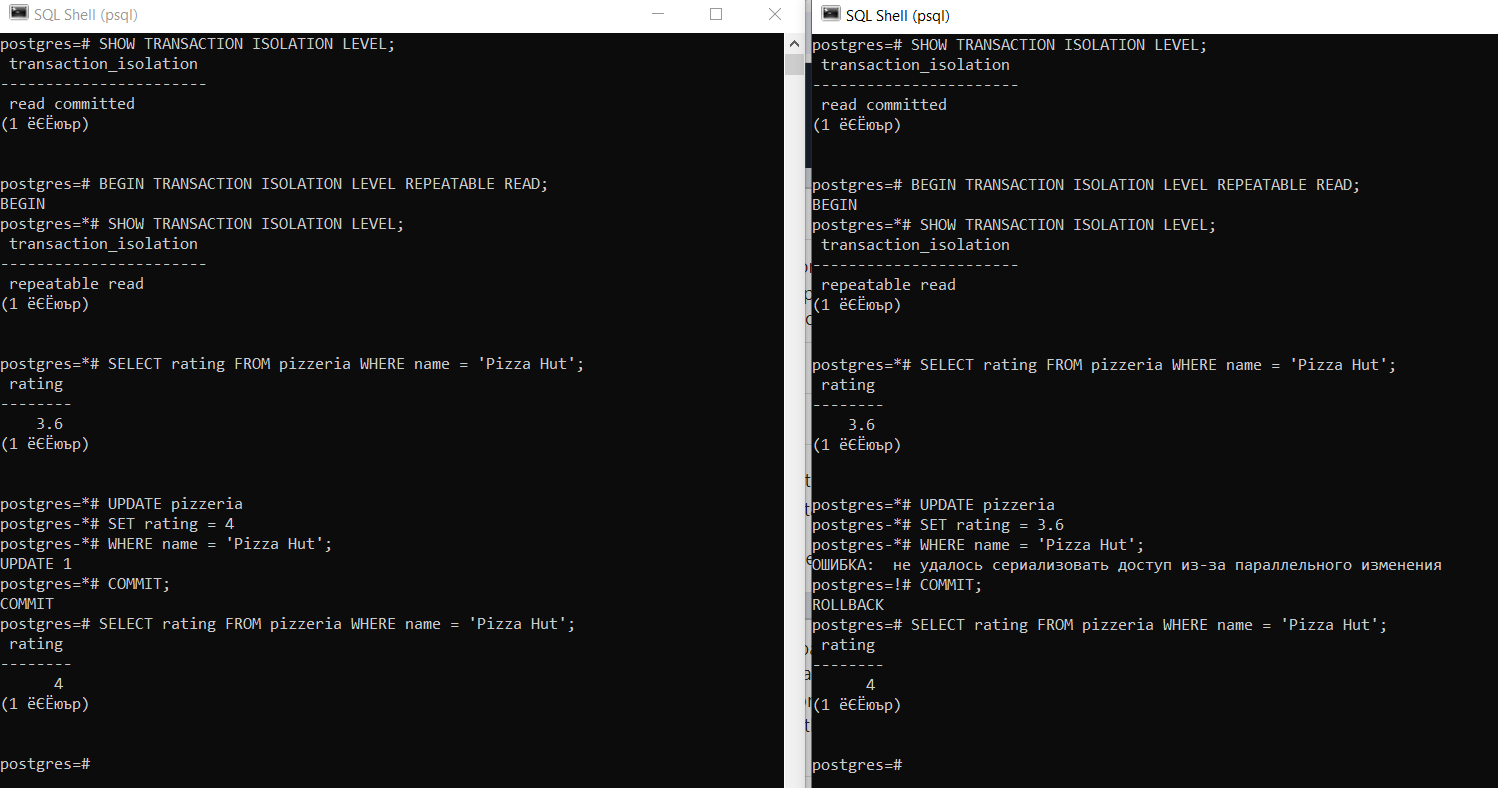 SQL Shell (psql)
postgres=# SHOW TRANSACTION ISOLATION LEVEL;
transaction_isolation
-----------------------
read committed
(1 ёЄЁюър)
postgres=# BEGIN TRANSACTION ISOLATION LEVEL REPEATABLE READ;
BEGIN
postgres=*# SHOW TRANSACTION ISOLATION LEVEL;
transaction_isolation
-----------------------
repeatable read
(1 ёЄЁюър)
postgres=*# SELECT rating FROM pizzeria WHERE name = 'Pizza Hut';
rating
--------
3.6
(1 ёЄЁюър)
postgres=*# UPDATE pizzeria
postgres-*# SET rating = 4
postgres-*# WHERE name = 'Pizza Hut';
UPDATE 1
postgres=*# COMMIT;
COMMIT
postgres=# SELECT rating FROM pizzeria WHERE name = 'Pizza Hut';
rating
--------
4
(1 ёЄЁюър)
postgres=#
SQL Shell (psql)
postgres=# SHOW TRANSACTION ISOLATION LEVEL;
transaction_isolation
-----------------------
read committed
(1 ёЄЁюър)
postgres=# BEGIN TRANSACTION ISOLATION LEVEL REPEATABLE READ;
BEGIN
postgres=*# SHOW TRANSACTION ISOLATION LEVEL;
transaction_isolation
-----------------------
repeatable read
(1 ёЄЁюър)
postgres=*# SELECT rating FROM pizzeria WHERE name = 'Pizza Hut';
rating
--------
3.6
(1 ёЄЁюър)
postgres=*# UPDATE pizzeria
postgres-*# SET rating = 3.6
postgres-*# WHERE name = 'Pizza Hut';
ОШИБКА:  не удалось сериализовать доступ из-за параллельного изменения
postgres=!# COMMIT;
ROLLBACK
postgres=# SELECT rating FROM pizzeria WHERE name = 'Pizza Hut';
rating
--------
4
(1 ёЄЁюър)
postgres=#